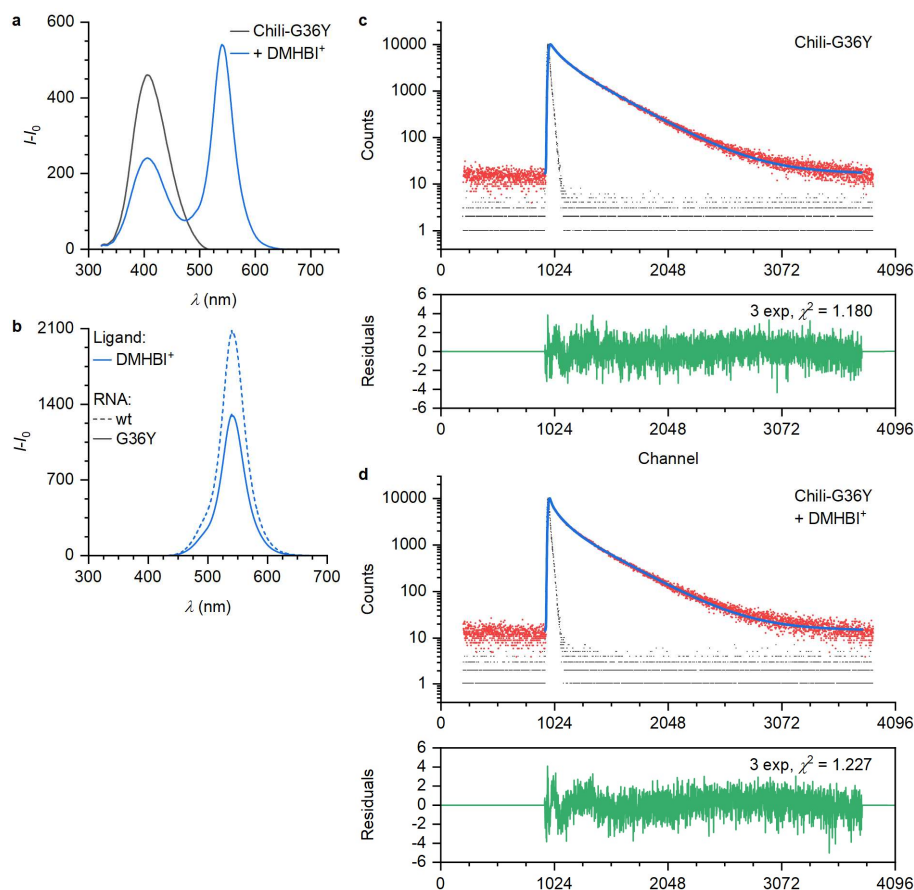 a
600
450
300
150
0
I-I0
300 400 500 600 700
λ (nm)
Chili-G36Y
+ DMHBI+
b
2100
1400
700
0
I-I0
300 400 500 600 700
λ (nm)
Ligand:
DMHBI+
RNA:
wt
G36Y
c
10000
1000
100
10
1
Counts
Chili-G36Y
0 1024 2048 3072 4096
6
4
2
0
-2
-4
-6
Residuals
3 exp, χ2 = 1.180
0 1024 2048 3072 4096
Channel
d
10000
1000
100
10
1
Counts
Chili-G36Y
+ DMHBI+
0 1024 2048 3072 4096
6
4
2
0
-2
-4
-6
Residuals
3 exp, χ2 = 1.227
0 1024 2048 3072 4096